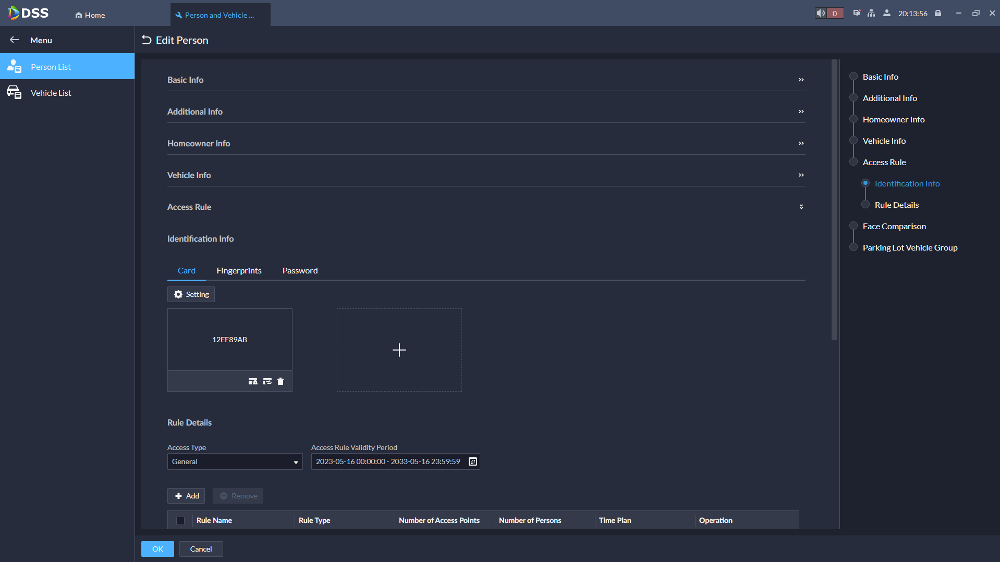 DSS
Home
Person and Vehicle ...
0
20:13:56
Menu
Edit Person
Person List
Vehicle List
Basic Info
Additional Info
Homeowner Info
Vehicle Info
Access Rule
Identification Info
Card
Fingerprints
Password
Setting
12EF89AB
Rule Details
Access Type
Access Rule Validity Period
General
2023-05-16 00:00:00 - 2033-05-16 23:59:59
Add
Remove
Rule Name
Rule Type
Number of Access Points
Number of Persons
Time Plan
Operation
OK
Cancel
Basic Info
Additional Info
Homeowner Info
Vehicle Info
Access Rule
Identification Info
Rule Details
Face Comparison
Parking Lot Vehicle Group